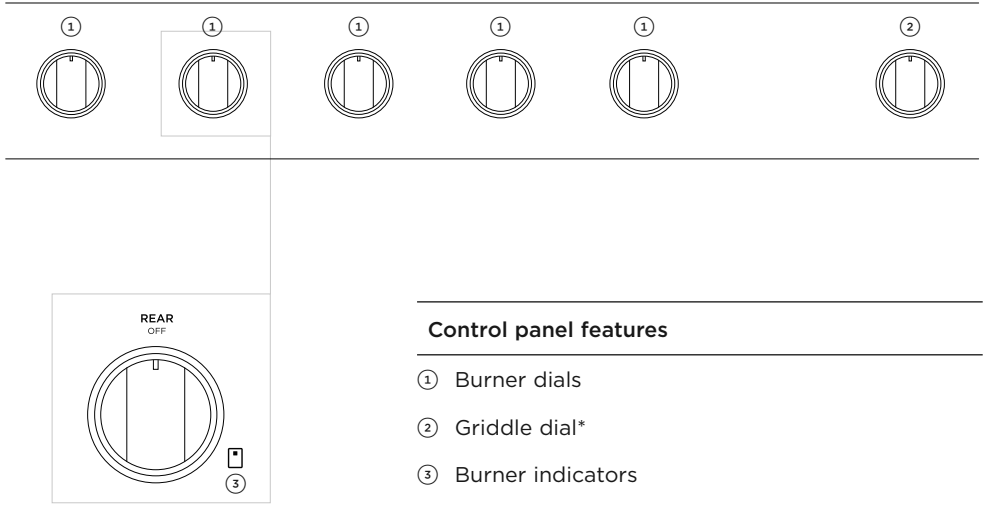 ① ① ① ① ① ②
REAR
OFF
③
Control panel features
① Burner dials
② Griddle dial*
③ Burner indicators